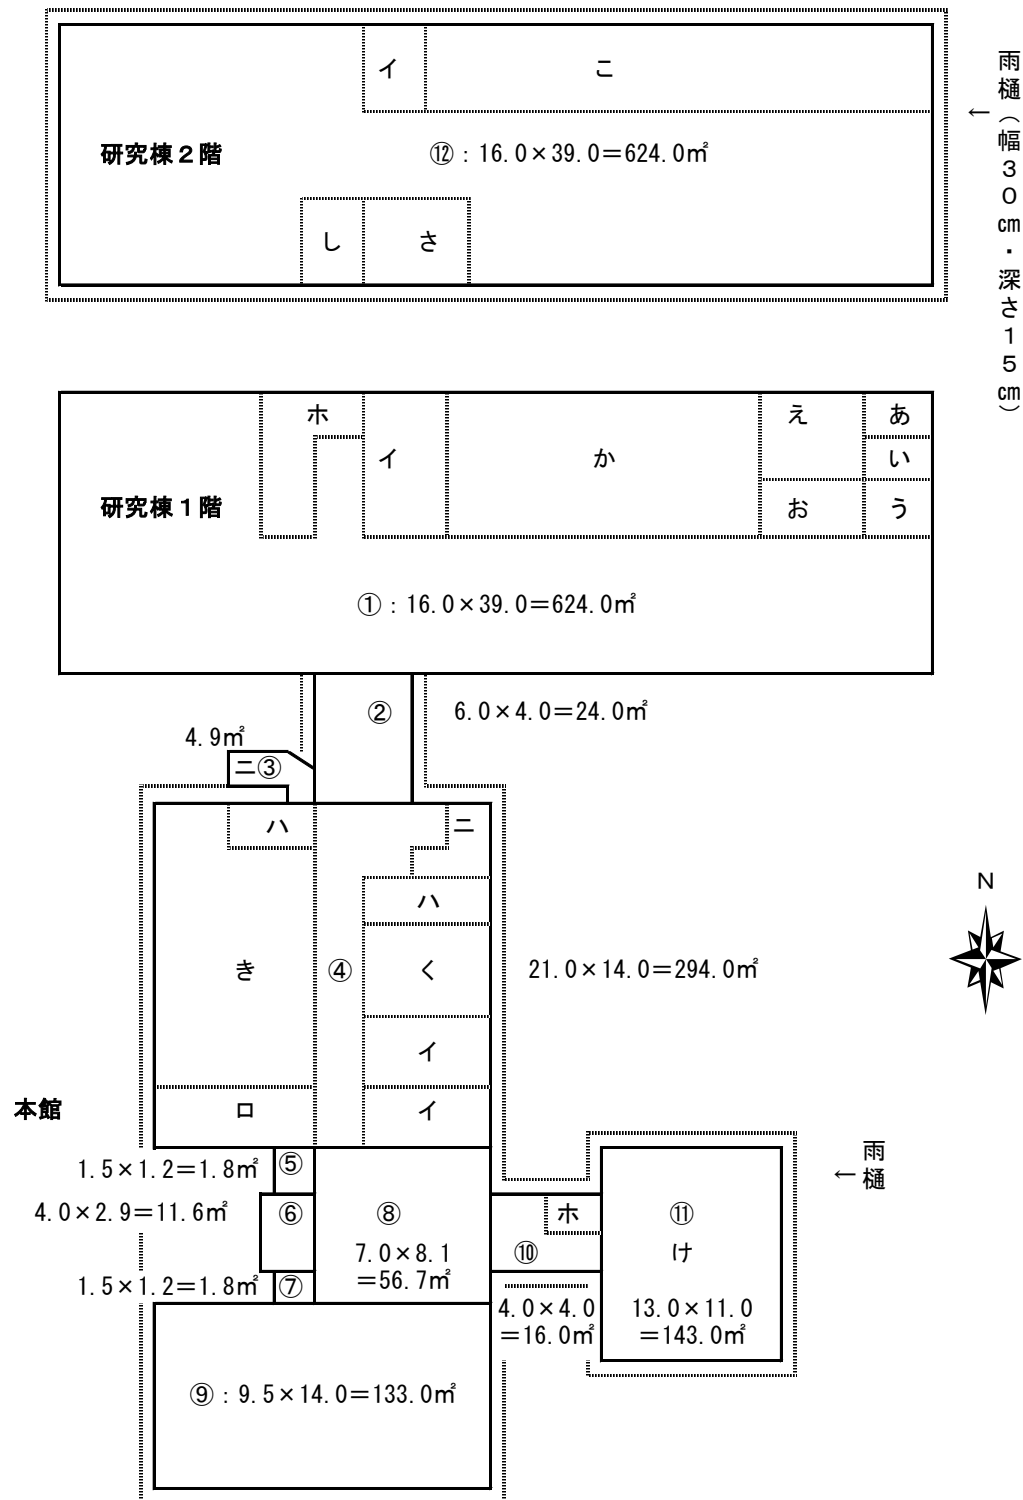 イ
こ
研究棟２階
⑫：16.0×39.0＝624.0㎡
し
さ
雨樋（幅３０㎝・深さ１５㎝）
←
ホ
イ
か
え
あ
い
お
う
研究棟１階
①：16.0×39.0＝624.0㎡
②
6.0×4.0＝24.0㎡
4.9㎡
ニ③
ハ
ニ
ハ
き
④
く
21.0×14.0＝294.0㎡
N
イ
ロ
イ
本館
1.5×1.2＝1.8㎡
⑤
4.0×2.9＝11.6㎡
⑥
⑧
7.0×8.1
＝56.7㎡
1.5×1.2＝1.8㎡
⑦
ホ
⑩
4.0×4.0
＝16.0㎡
⑪
け
13.0×11.0
＝143.0㎡
←雨樋
⑨：9.5×14.0＝133.0㎡